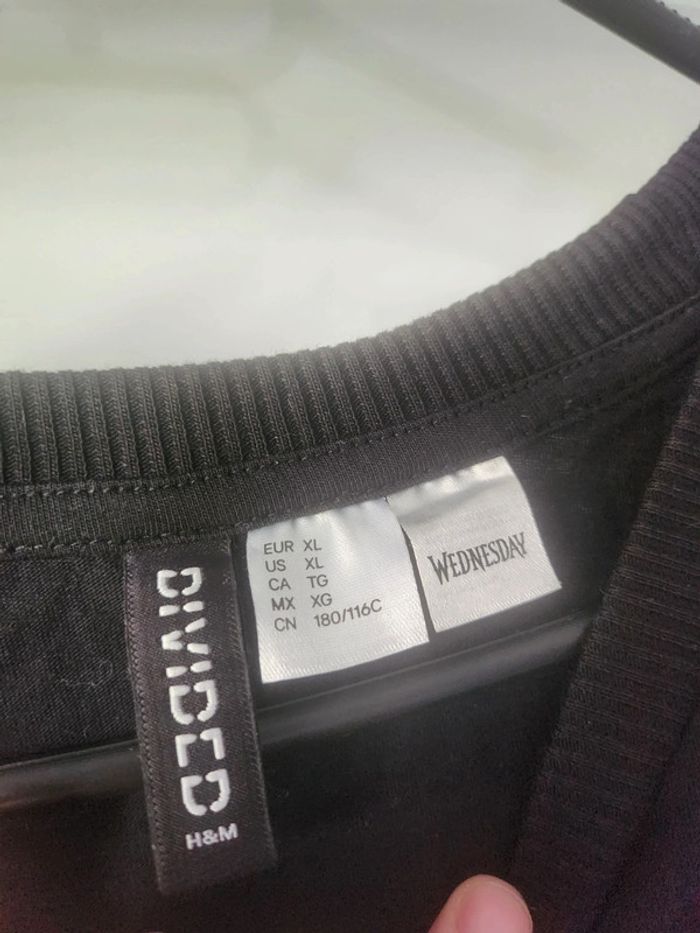 EUR XL
US XL
CA TG
MX XG
CN 180/116C
WEDNESDAY
DIVIDED
H&M